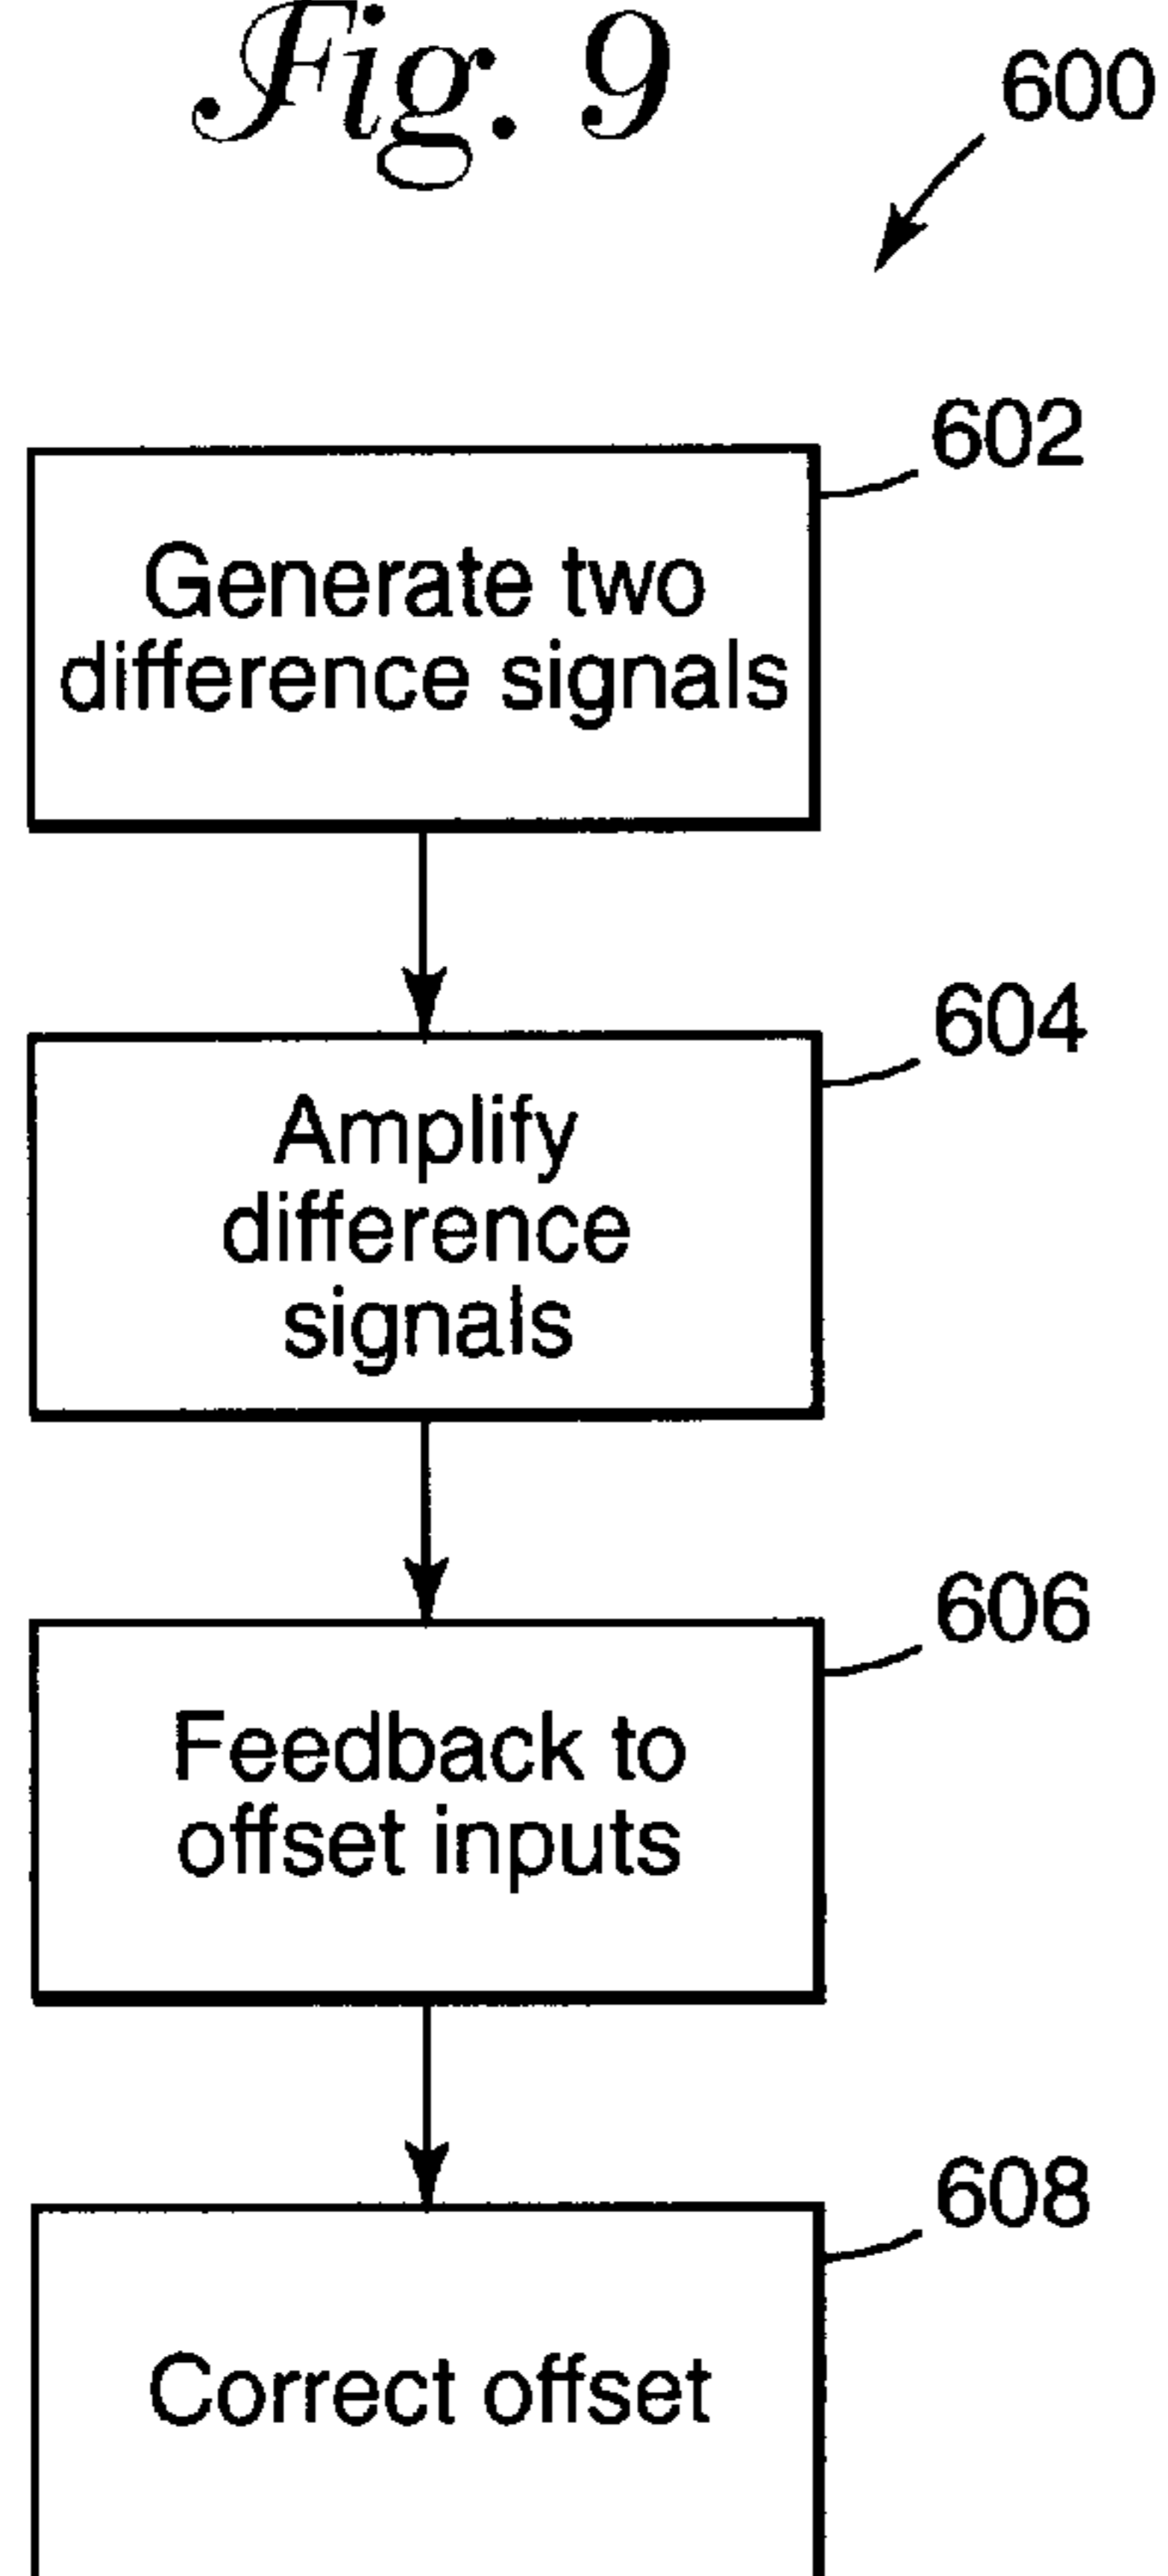 Fig. 9
600
602
Generate two
difference signals
604
Amplify
difference
signals
606
Feedback to
offset inputs
608
Correct offset